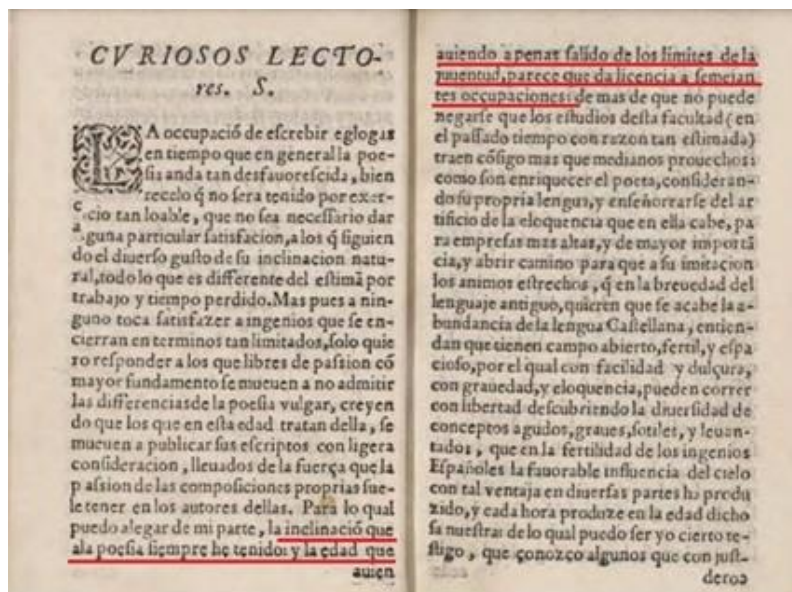 CVRIOSOS LECTO-
res. S.
LA occupació de eſcrebir eglogas
en tiempo que en general la poe-
ſia anda tan desfauoreſcida, bien
recelo q̃ no ſera tenido por exer-
cicio tan loable, que no ſea neceſſario dar
alguna particular ſatisfacion, a los q̃ ſiguien
do el diuerſo guſto de ſu inclinacion natu-
ral, todo lo que es differente del eſtimã por
trabajo y tiempo perdido. Mas pues a nin-
guno toca ſatisfazer a ingenios que ſe en-
cierran en terminos tan limitados, ſolo quie
ro reſponder a los que libres de paſsion cõ
mayor fundamento ſe mueuen a no admitir
las differencias de la poeſia vulgar, creyen
do que los que en eſta edad tratan della, ſe
mueuen a publicar ſus eſcriptos con ligera
conſideracion, lleuados de la fuerça que la
paſsion de las compoſiciones proprias ſue-
le tener en los autores dellas. Para lo qual
puedo alegar de mi parte, la inclinació que
a la poeſia ſiempre he tenido: y la edad que
auien
auiendo apenas ſalido de los limites de la
juuentud, parece que da licencia a ſemejan
tes occupaciones: de mas de que no puede
negarſe que los eſtudios deſta facultad (en
el paſſado tiempo con razon tan eſtimada)
traen cõſigo mas que medianos prouechos:
como ſon enriquecer el poeta, conſideran-
do ſu propria lengua, y enſeñorearſe del ar
tificio de la eloquencia que en ella cabe, pa
ra empreſas mas altas, y de mayor importã
cia, y abrir camino para que a ſu imitacion
los animos eſtrechos, q̃ en la breuedad del
lenguaje antiguo, quieren que ſe acabe la a-
bundancia de la lengua Caſtellana, entien-
dan que tienen campo abierto, fertil, y eſpa
cioſo, por el qual con facilidad y dulçura,
con grauedad, y eloquencia, pueden correr
con libertad deſcubriendo la diuerſidad de
conceptos agudos, graues, ſotiles, y leuan-
tados, que en la fertilidad de los ingenios
Eſpañoles la fauorable influencia del cielo
con tal ventaja en diuerſas partes ha produ
zido, y cada hora produze en la edad dicho
ſa nueſtra: de lo qual puedo ſer yo cierto te-
ſtigo, que conozco algunos que con juſt-
deroa